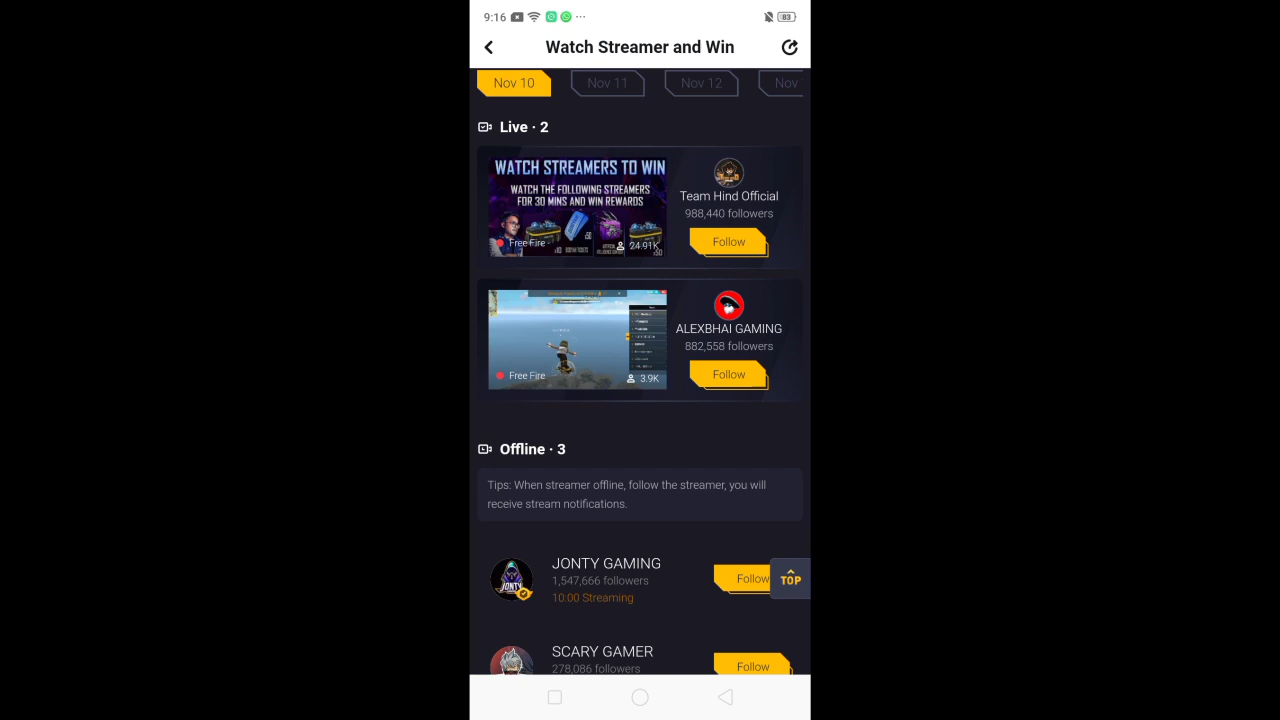 9:16
83
Watch Streamer and Win
Nov 10
Nov 11
Nov 12
Nov
Live · 2
WATCH STREAMERS TO WIN
WATCH THE FOLLOWING STREAMERS
FOR 30 MINS AND WIN REWARDS
Free Fire -
24.91K
Team Hind Official
988,440 followers
Follow
Free Fire
3.9K
ALEXBHAI GAMING
882,558 followers
Follow
Offline · 3
Tips: When streamer offline, follow the streamer, you will
receive stream notifications.
JONTY
JONTY GAMING
1,547,666 followers
10:00 Streaming
Follow
TOP
SCARY GAMER
278,086 followers
Follow